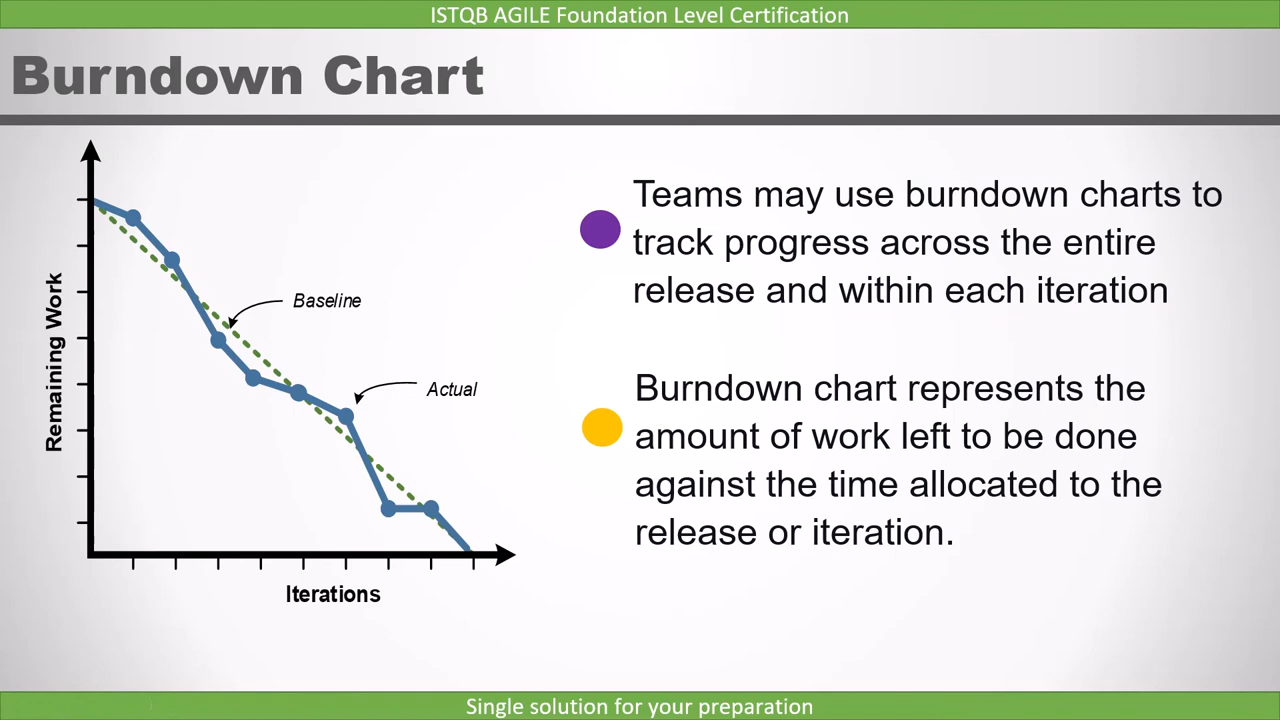 ISTQB AGILE Foundation Level Certification
Burndown Chart
Teams may use burndown charts to
track progress across the entire
release and within each iteration
Baseline
Remaining Work
Actual
Burndown chart represents the
amount of work left to be done
against the time allocated to the
release or iteration.
Iterations
Single solution for your preparation